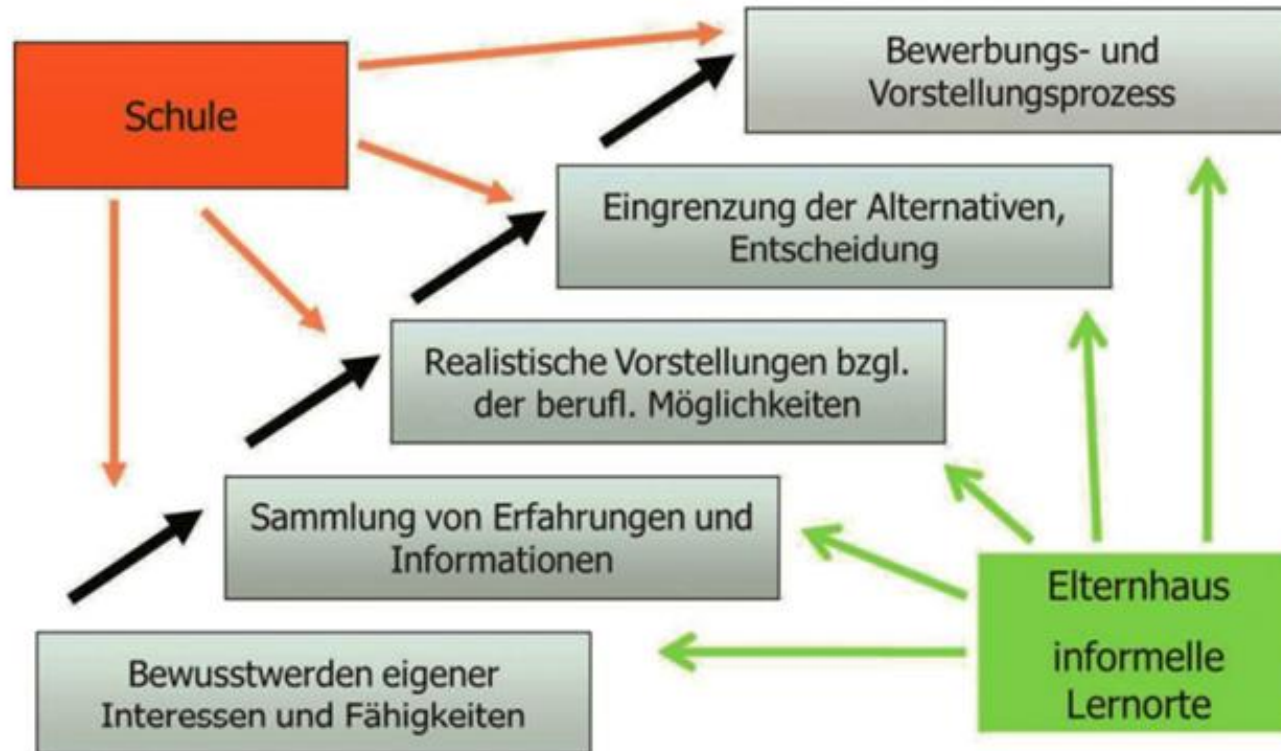 Schule
Bewerbungs- und
Vorstellungsprozess
Eingrenzung der Alternativen,
Entscheidung
Realistische Vorstellungen bzgl.
der berufl. Möglichkeiten
Sammlung von Erfahrungen und
Informationen
Bewusstwerden eigener
Interessen und Fähigkeiten
Elternhaus
informelle
Lernorte